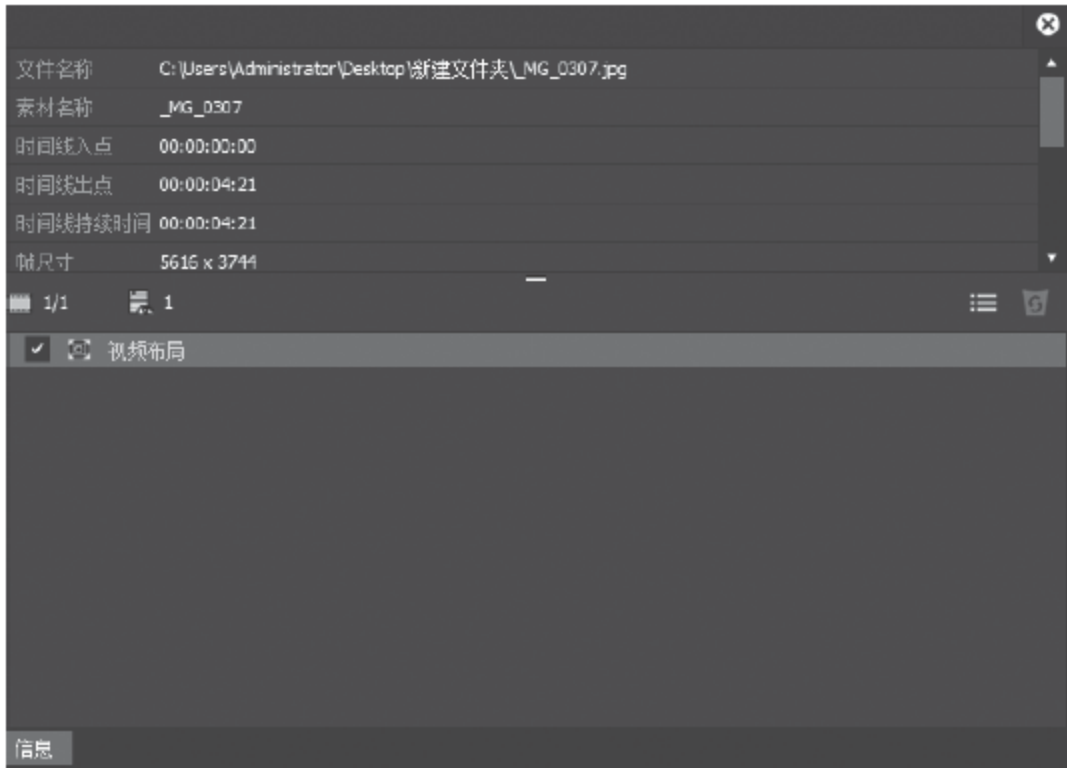 文件名称 C:\Users\Administrator\Desktop\新建文件夹\_MG_0307.jpg
素材名称 _MG_0307
时间线入点 00:00:00:00
时间线出点 00:00:04:21
时间线持续时间 00:00:04:21
帧尺寸 5616 x 3744
1/1 1
视频布局
信息